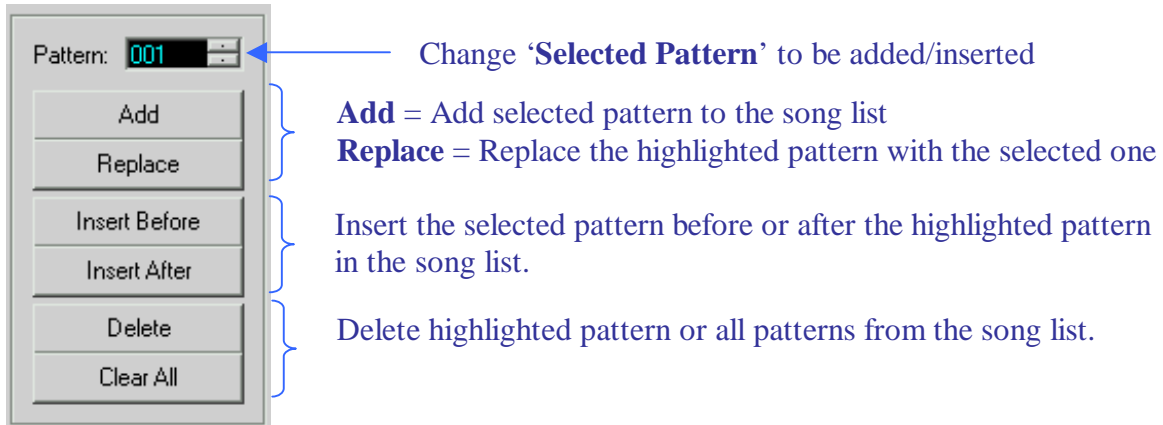 Pattern: 001
Change ‘Selected Pattern’ to be added/inserted
Add
Replace
Add = Add selected pattern to the song list
Replace = Replace the highlighted pattern with the selected one
Insert Before
Insert After
Insert the selected pattern before or after the highlighted pattern
in the song list.
Delete
Clear All
Delete highlighted pattern or all patterns from the song list.